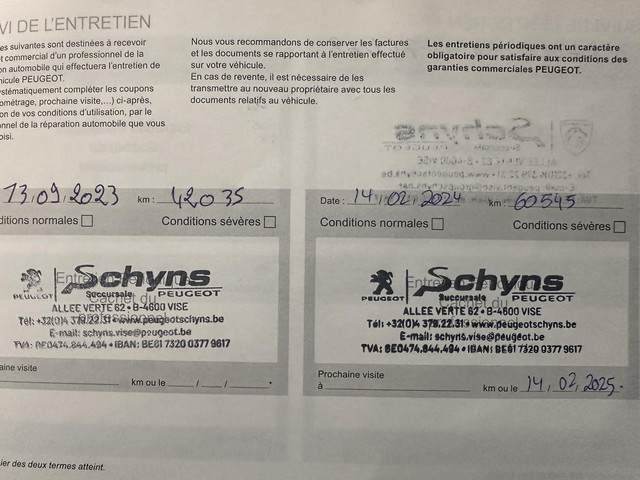 VI DE L'ENTRETIEN
es suivantes sont destinées à recevoir
t commercial d'un professionnel de la
on automobile qui effectuera l'entretien de
hicule PEUGEOT.
stématiquement compléter les coupons
ométrage, prochaine visite,...) ci-après,
on de vos conditions d'utilisation, par le
onnel de la réparation automobile que vous
oisi.
Nous vous recommandons de conserver les factures
et les documents se rapportant à l'entretien effectué
sur votre véhicule.
En cas de revente, il est nécessaire de les
transmettre au nouveau propriétaire avec tous les
documents relatifs au véhicule.
Les entretiens périodiques ont un caractère
obligatoire pour satisfaire aux conditions des
garanties commerciales PEUGEOT.
13.09.2023 km : 42035
ditions normales Conditions sévères
Schyns
Succursale
PEUGEOT PEUGEOT
ALLEE VERTE 62 • B-4600 VISE
Tél: +32(0)4 379.22.31 • www.peugeotschyns.be
E-mail: schyns.vise@peugeot.be
TVA: BE0474.844.494 • IBAN: BE61 7320 0377 9617
aine visite
km ou le / /
Date : 14.02.2024 km : 60545
Conditions normales Conditions sévères
Schyns
Succursale
PEUGEOT PEUGEOT
ALLEE VERTE 62 • B-4600 VISE
Tél: +32(0)4 379.22.31 • www.peugeotschyns.be
E-mail: schyns.vise@peugeot.be
TVA: BE0474.844.494 • IBAN: BE61 7320 0377 9617
Prochaine visite
à km ou le 14.02.2025.
ier des deux termes atteint.